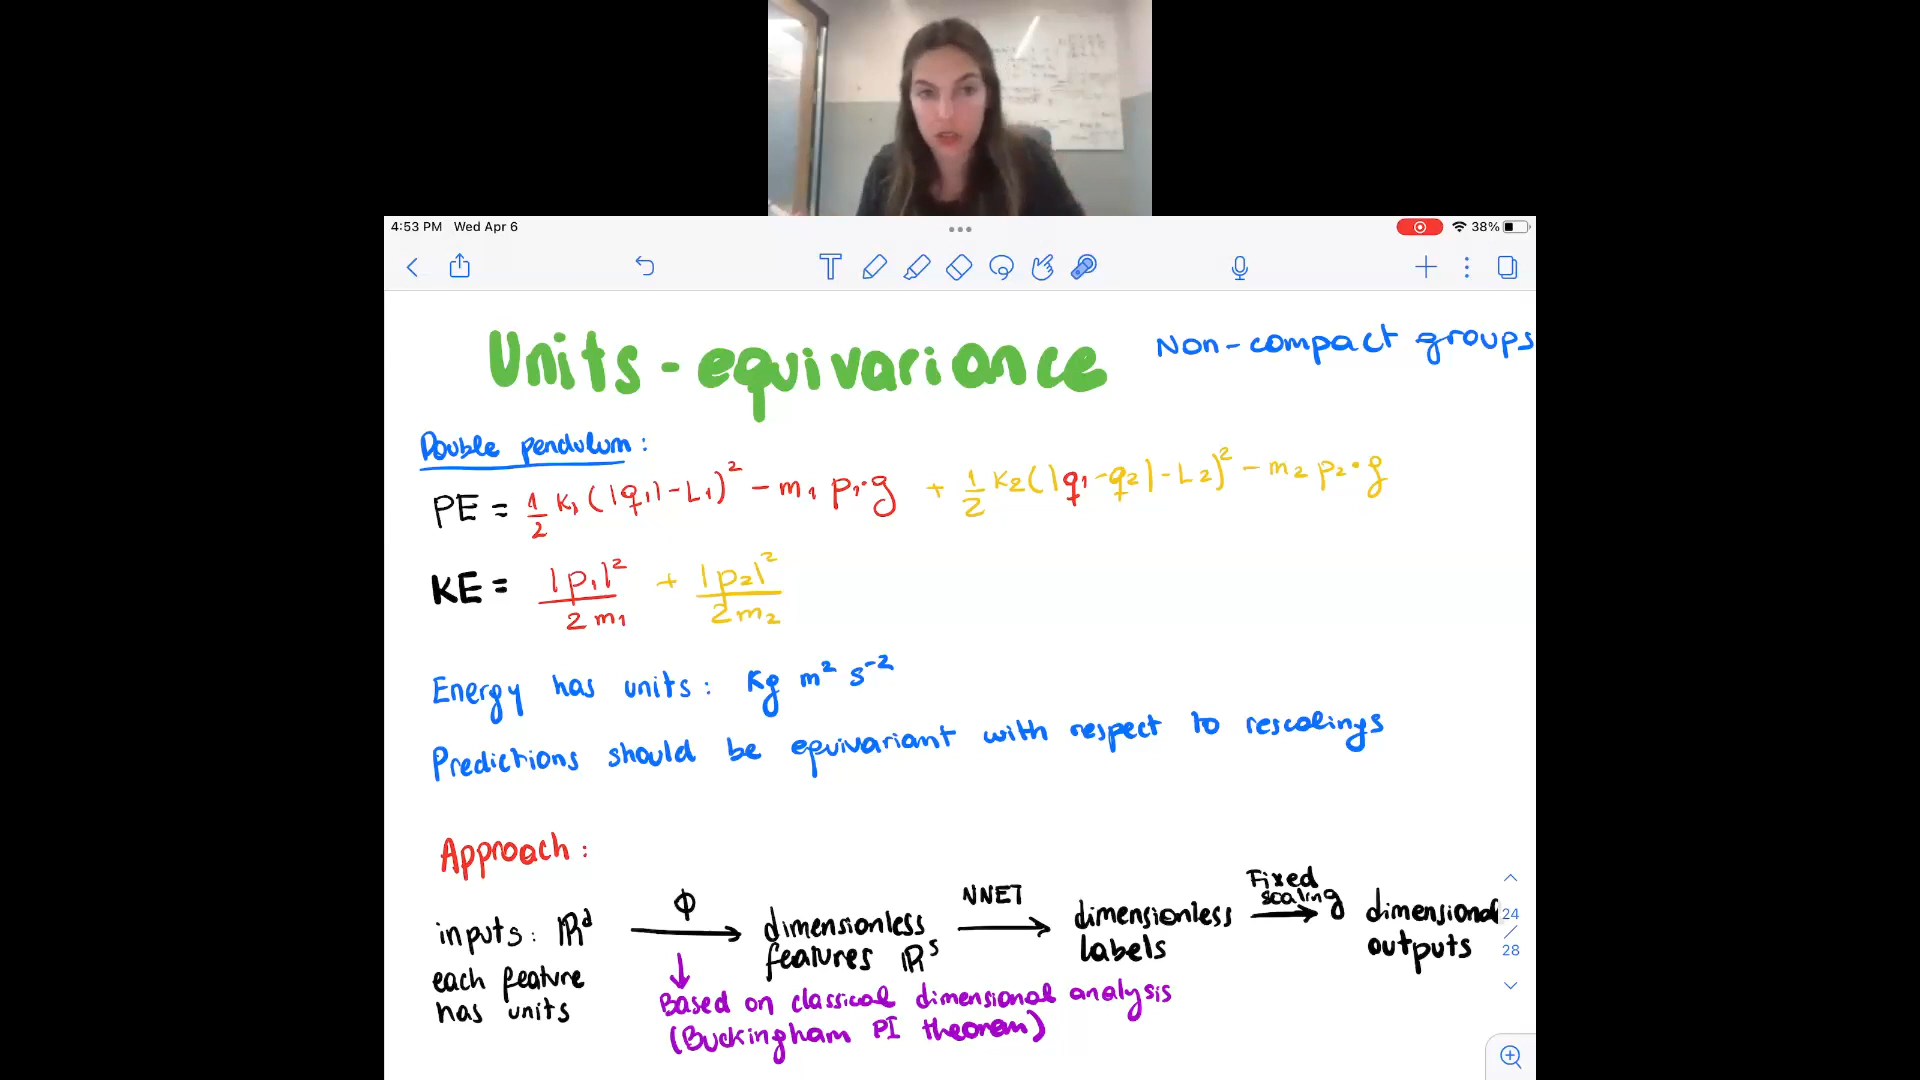 4:53 PM Wed Apr 6
38%
Units-equivariance
Non-compact groups
Double pendulum:
PE = 1/2 k₁(|q₁|-L₁)² - m₁ p₁·g + 1/2 k₂(|q₁-q₂|-L₂)² - m₂ p₂·g
KE = |p₁|²/2m₁ + |p₂|²/2m₂
Energy has units: Kg m² s⁻²
Predictions should be equivariant with respect to rescalings
Approach:
inputs: ℝᵈ
each feature
has units
Φ
dimensionless
features ℝˢ
NNET
dimensionless
labels
Fixed
scaling
dimensional
outputs
Based on classical dimensional analysis
(Buckingham PI theorem)
24
/
28